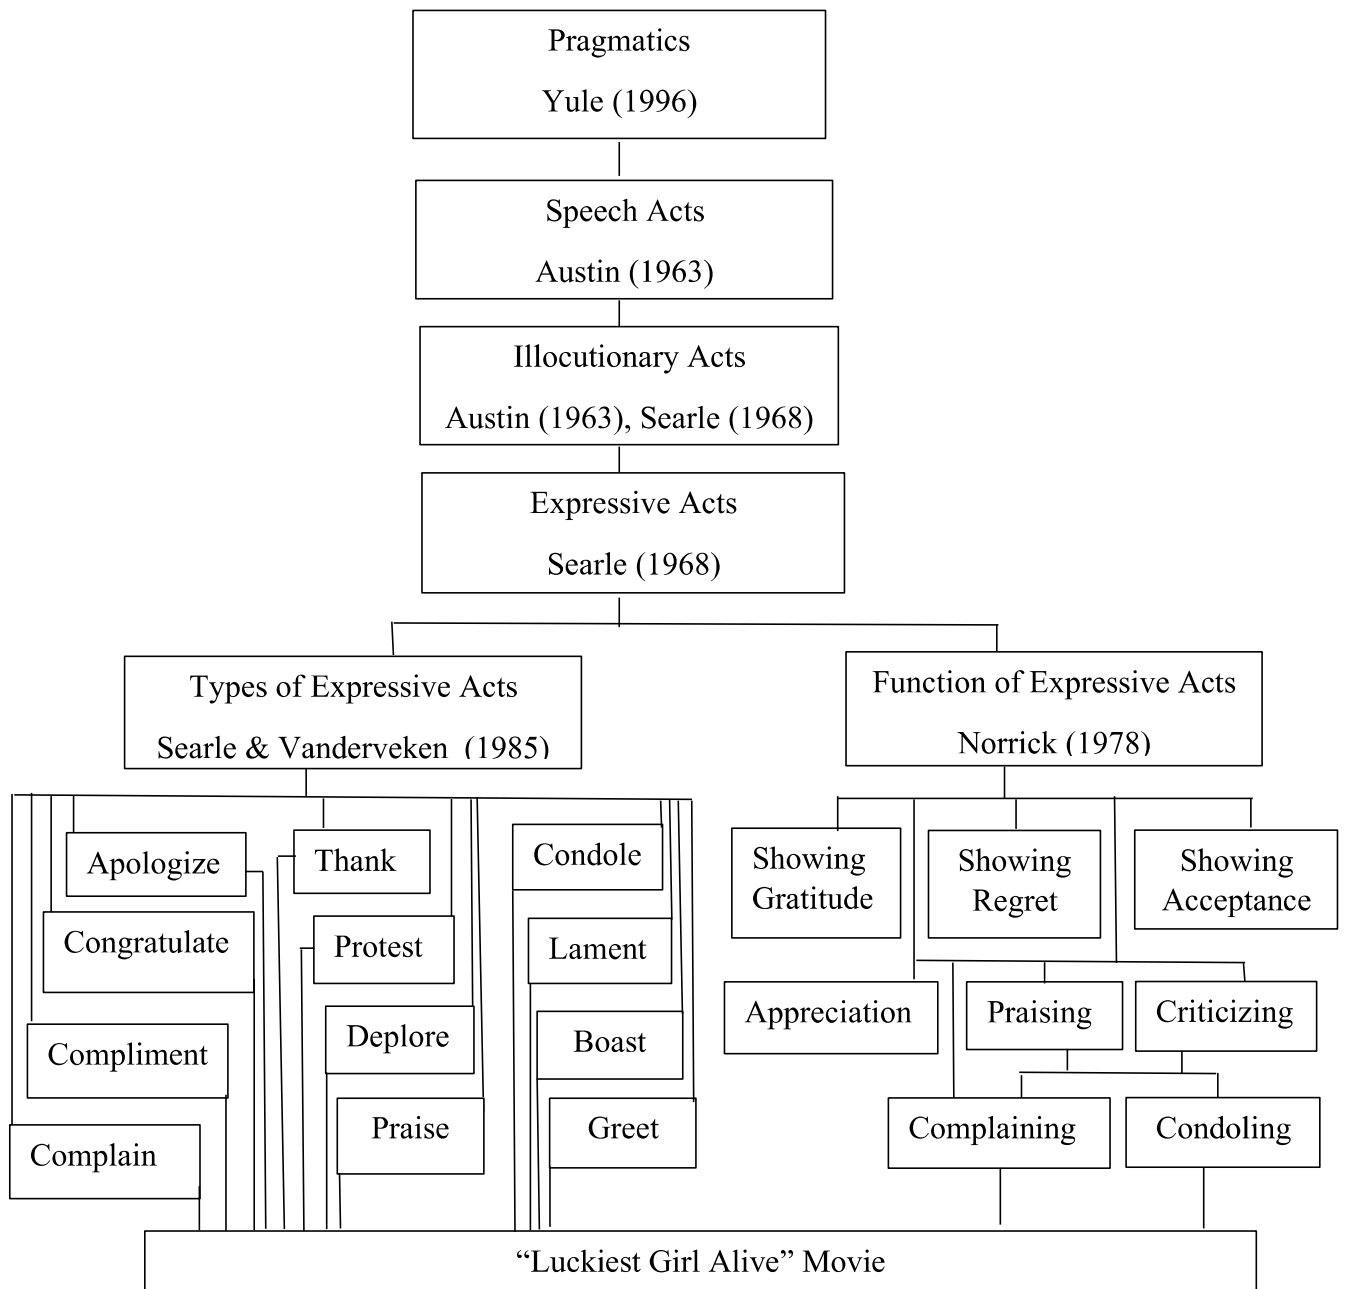 Pragmatics
Yule (1996)
Speech Acts
Austin (1963)
Illocutionary Acts
Austin (1963), Searle (1968)
Expressive Acts
Searle (1968)
Types of Expressive Acts
Searle & Vanderveken (1985)
Function of Expressive Acts
Norrick (1978)
Apologize
Thank
Condole
Congratulate
Protest
Lament
Compliment
Deplore
Boast
Complain
Praise
Greet
Showing
Gratitude
Showing
Regret
Showing
Acceptance
Appreciation
Praising
Criticizing
Complaining
Condoling
“Luckiest Girl Alive” Movie